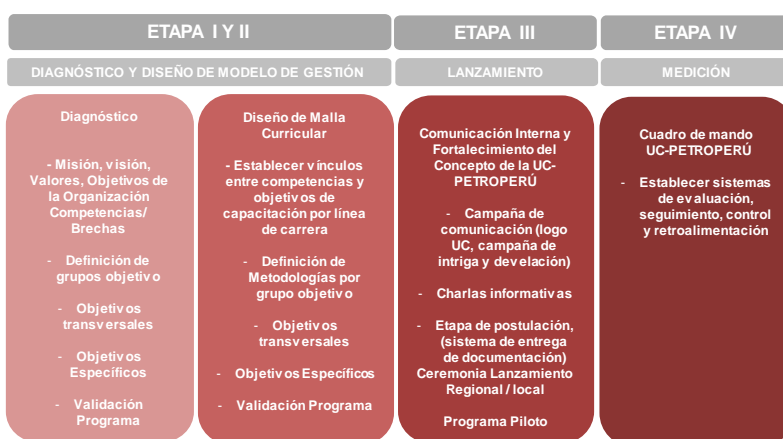 ETAPA I Y II
DIAGNÓSTICO Y DISEÑO DE MODELO DE GESTIÓN
Diagnóstico
- Misión, visión,
Valores, Objetivos de
la Organización
Competencias/
Brechas
- Definición de
grupos objetivo
- Objetivos
transversales
- Objetivos
Específicos
- Validación
Programa
Diseño de Malla
Curricular
- Establecer vínculos
entre competencias y
objetivos de
capacitación por línea
de carrera
- Definición de
Metodologías por
grupo objetivo
- Objetivos
transversales
- Objetivos Específicos
- Validación Programa
ETAPA III
LANZAMIENTO
Comunicación Interna y
Fortalecimiento del
Concepto de la UC-
PETROPERÚ
- Campaña de
comunicación (logo
UC, campaña de
intriga y develación)
- Charlas informativas
- Etapa de postulación,
(sistema de entrega
de documentación)
Ceremonia Lanzamiento
Regional / local
Programa Piloto
ETAPA IV
MEDICIÓN
Cuadro de mando
UC-PETROPERÚ
- Establecer sistemas
de evaluación,
seguimiento, control
y retroalimentación